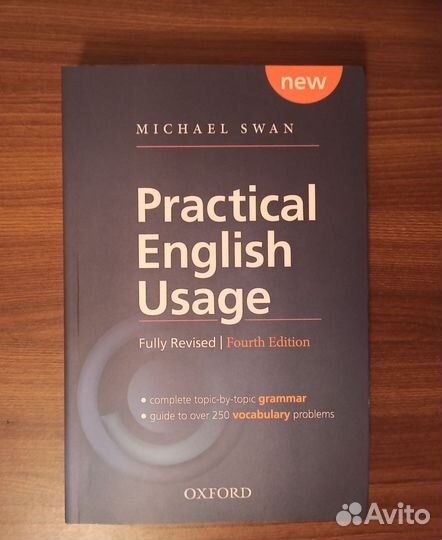 new
MICHAEL SWAN
Practical
English
Usage
Fully Revised | Fourth Edition
• complete topic-by-topic grammar
• guide to over 250 vocabulary problems
OXFORD
Avito